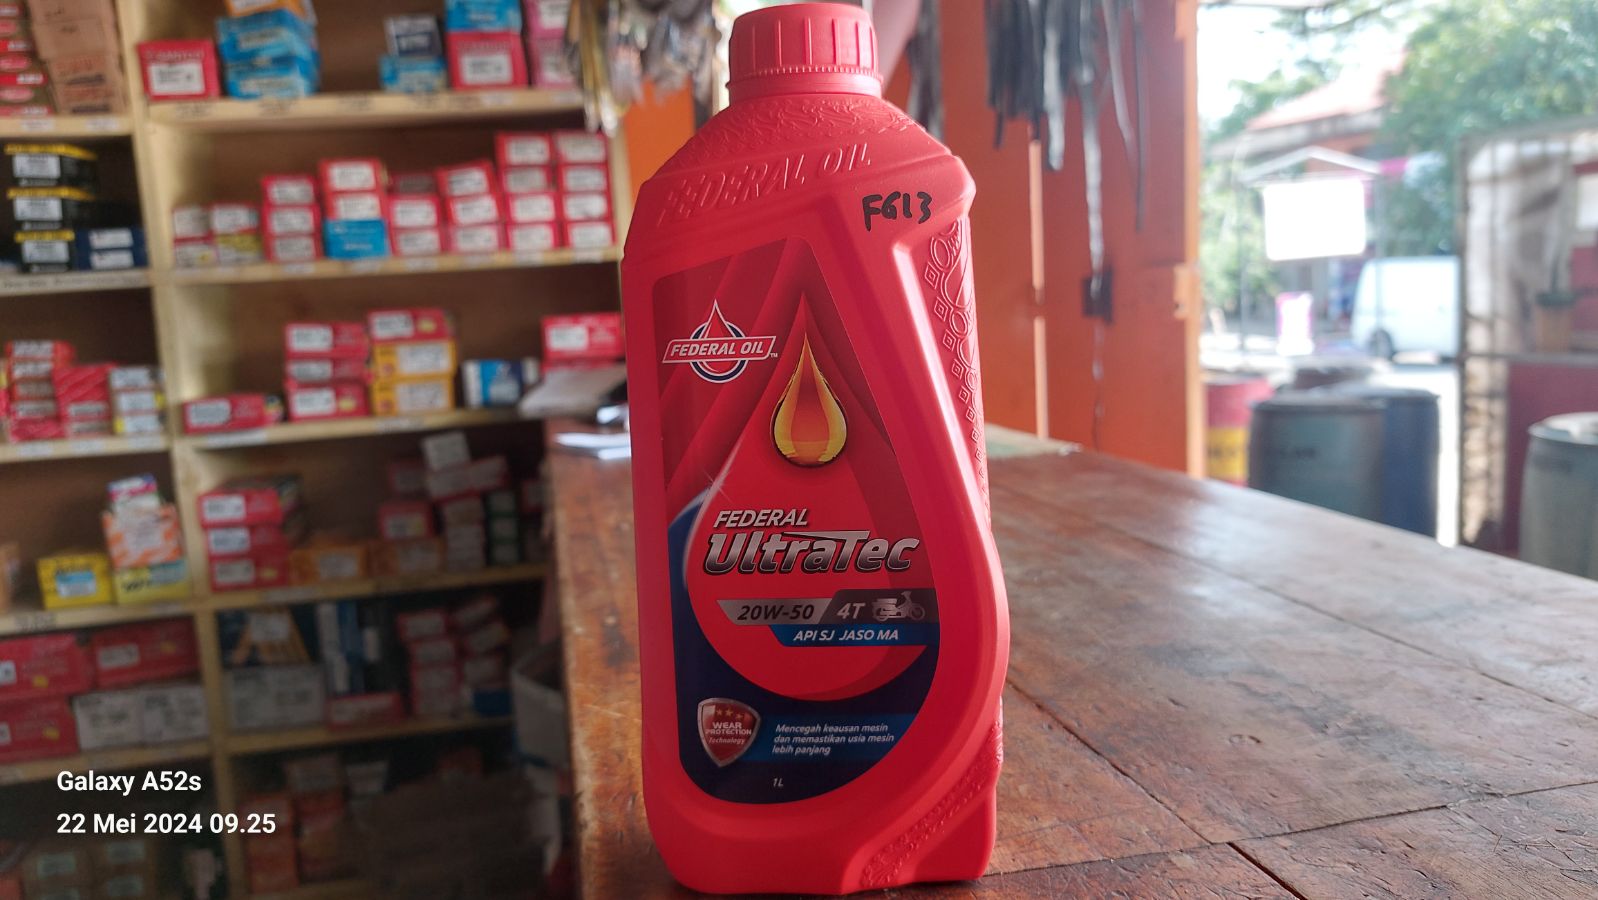 FEDERAL OIL
FG13
FEDERAL OIL™
FEDERAL
UltraTec
20W-50 4T
API SJ JASO MA
WEAR
PROTECTION
Technology
Mencegah keausan mesin
dan memastikan usia mesin
lebih panjang
1L
Galaxy A52s
22 Mei 2024 09.25